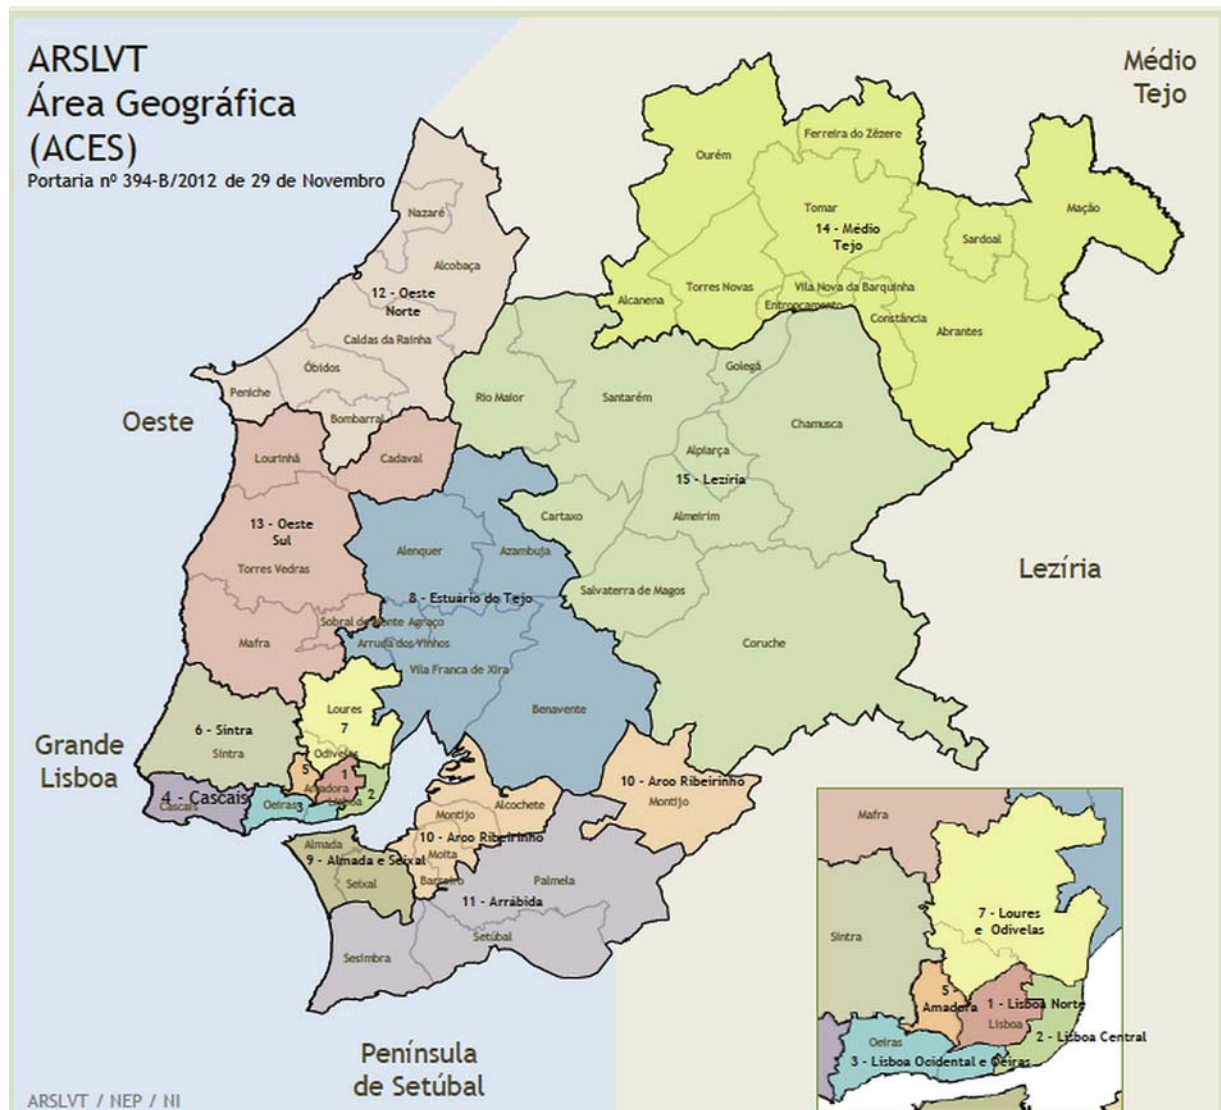 ARSLVT
Área Geográfica
(ACES)
Portaria nº 394-B/2012 de 29 de Novembro
Médio
Tejo
Ferreira do Zêzere
Ourém
Mação
Tomar
14 - Médio
Tejo
Sardoal
Nazaré
Alcobaça
12 - Oeste
Norte
Alcanena
Torres Novas
Vila Nova da Barquinha
Entroncamento
Constância
Abrantes
Caldas da Rainha
Óbidos
Peniche
Bombarral
Oeste
Golegã
Rio Maior
Santarém
Chamusca
Alpiarça
15 - Lezíria
Lourinhã
Cadaval
Cartaxo
Almeirim
13 - Oeste
Sul
Torres Vedras
Alenquer
Azambuja
Lezíria
8 - Estuário do Tejo
Salvaterra de Magos
Sobral de Monte Agraço
Mafra
Arruda dos Vinhos
Coruche
Vila Franca de Xira
Loures
7
Benavente
6 - Sintra
Sintra
Odivelas
Grande
Lisboa
5
1
Amadora
2
Lisboa
4 - Cascais
Cascais
Oeiras
3
10 - Aroo Ribeirinho
Montijo
Alcochete
Montijo
10 - Aroo Ribeirinho
Moita
Barreiro
Almada
9 - Almada e Seixal
Seixal
Palmela
11 - Arrábida
Setúbal
Sesimbra
Península
de Setúbal
Mafra
7 - Loures
e Odivelas
Sintra
5 -
Amadora
1 - Lisboa Norte
Lisboa
2 - Lisboa Central
Oeiras
3 - Lisboa Ocidental e Oeiras
ARSLVT / NEP / NI